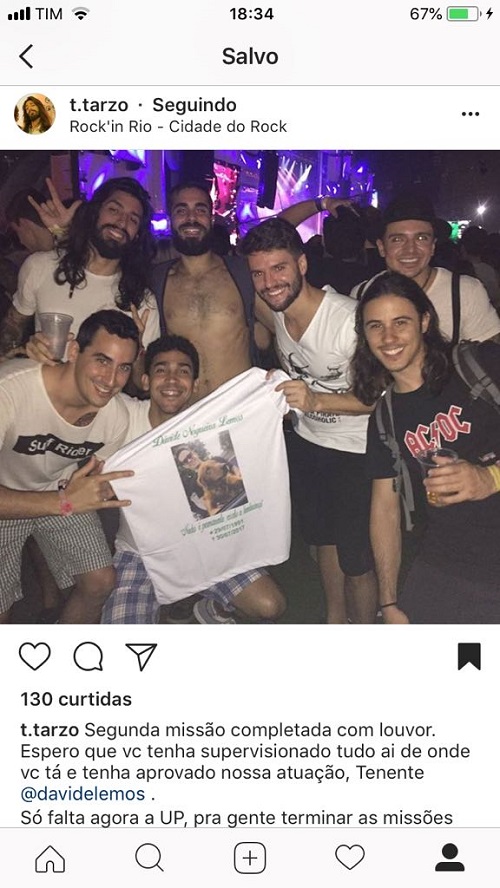 TIM 18:34 67%
Salvo
t.tarzo · Seguindo
Rock'in Rio - Cidade do Rock
Surf Rider
Davide Nogueira Lemos
AC/DC
130 curtidas
t.tarzo Segunda missão completada com louvor.
Espero que vc tenha supervisionado tudo ai de onde
vc tá e tenha aprovado nossa atuação, Tenente
@davidelemos .
Só falta agora a UP, pra gente terminar as missões